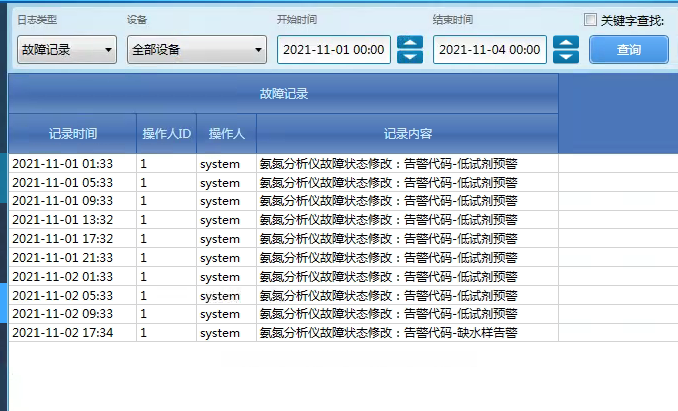 日志类型 设备 开始时间 结束时间 关键字查找:
故障记录 全部设备 2021-11-01 00:00 2021-11-04 00:00 查询
故障记录
记录时间 操作人ID 操作人 记录内容
2021-11-01 01:33 1 system 氨氮分析仪故障状态修改：告警代码-低试剂预警
2021-11-01 05:33 1 system 氨氮分析仪故障状态修改：告警代码-低试剂预警
2021-11-01 09:33 1 system 氨氮分析仪故障状态修改：告警代码-低试剂预警
2021-11-01 13:32 1 system 氨氮分析仪故障状态修改：告警代码-低试剂预警
2021-11-01 17:32 1 system 氨氮分析仪故障状态修改：告警代码-低试剂预警
2021-11-01 21:33 1 system 氨氮分析仪故障状态修改：告警代码-低试剂预警
2021-11-02 01:33 1 system 氨氮分析仪故障状态修改：告警代码-低试剂预警
2021-11-02 05:33 1 system 氨氮分析仪故障状态修改：告警代码-低试剂预警
2021-11-02 09:33 1 system 氨氮分析仪故障状态修改：告警代码-低试剂预警
2021-11-02 17:34 1 system 氨氮分析仪故障状态修改：告警代码-缺水样告警